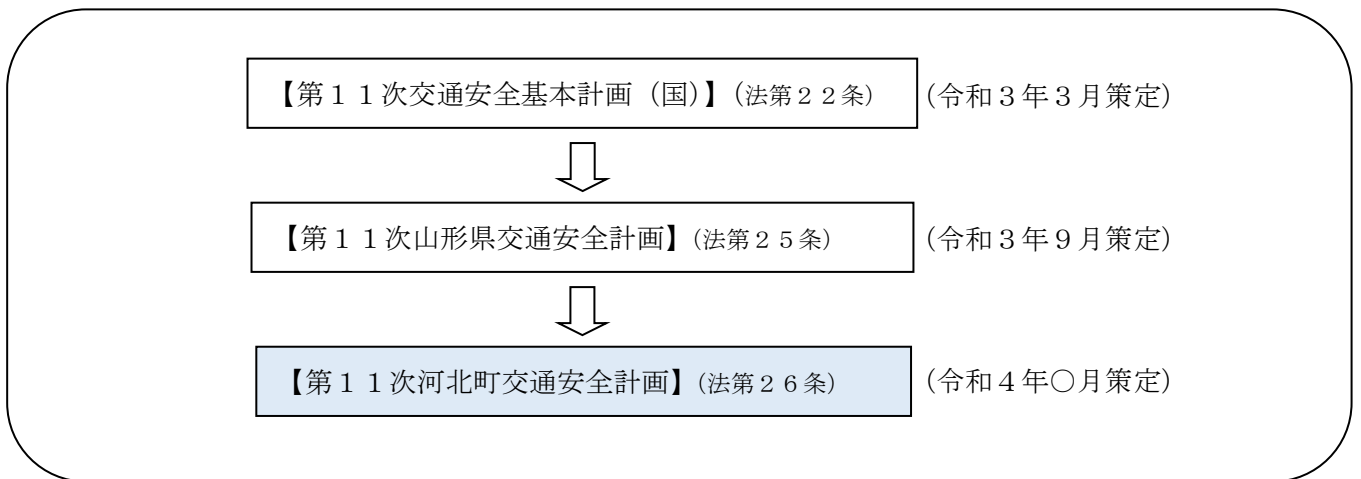 【第１１次交通安全基本計画（国）】（法第２２条） （令和３年３月策定）
【第１１次山形県交通安全計画】（法第２５条） （令和３年９月策定）
【第１１次河北町交通安全計画】（法第２６条） （令和４年○月策定）